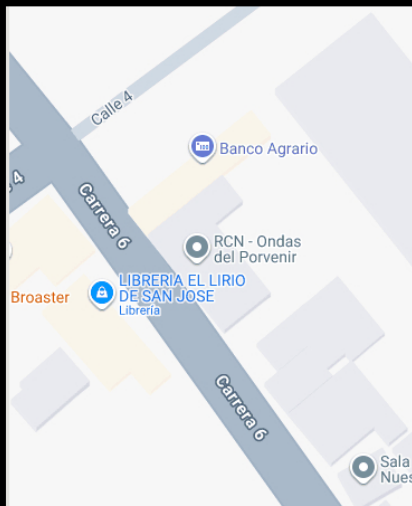 Calle 4
Banco Agrario
4
Carrera 6
RCN - Ondas
del Porvenir
LIBRERIA EL LIRIO
DE SAN JOSE
Librería
Broaster
Carrera 6
Sala
Nues